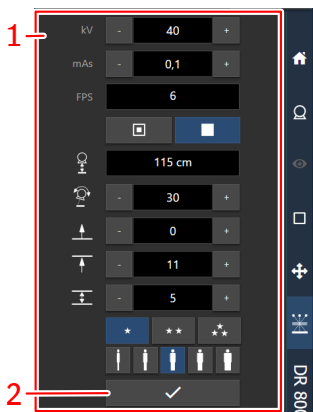 1
kV - 40 +
mAs - 0,1 +
FPS 6
115 cm
- 30 +
- 0 +
- 11 +
- 5 +
2
DR 800